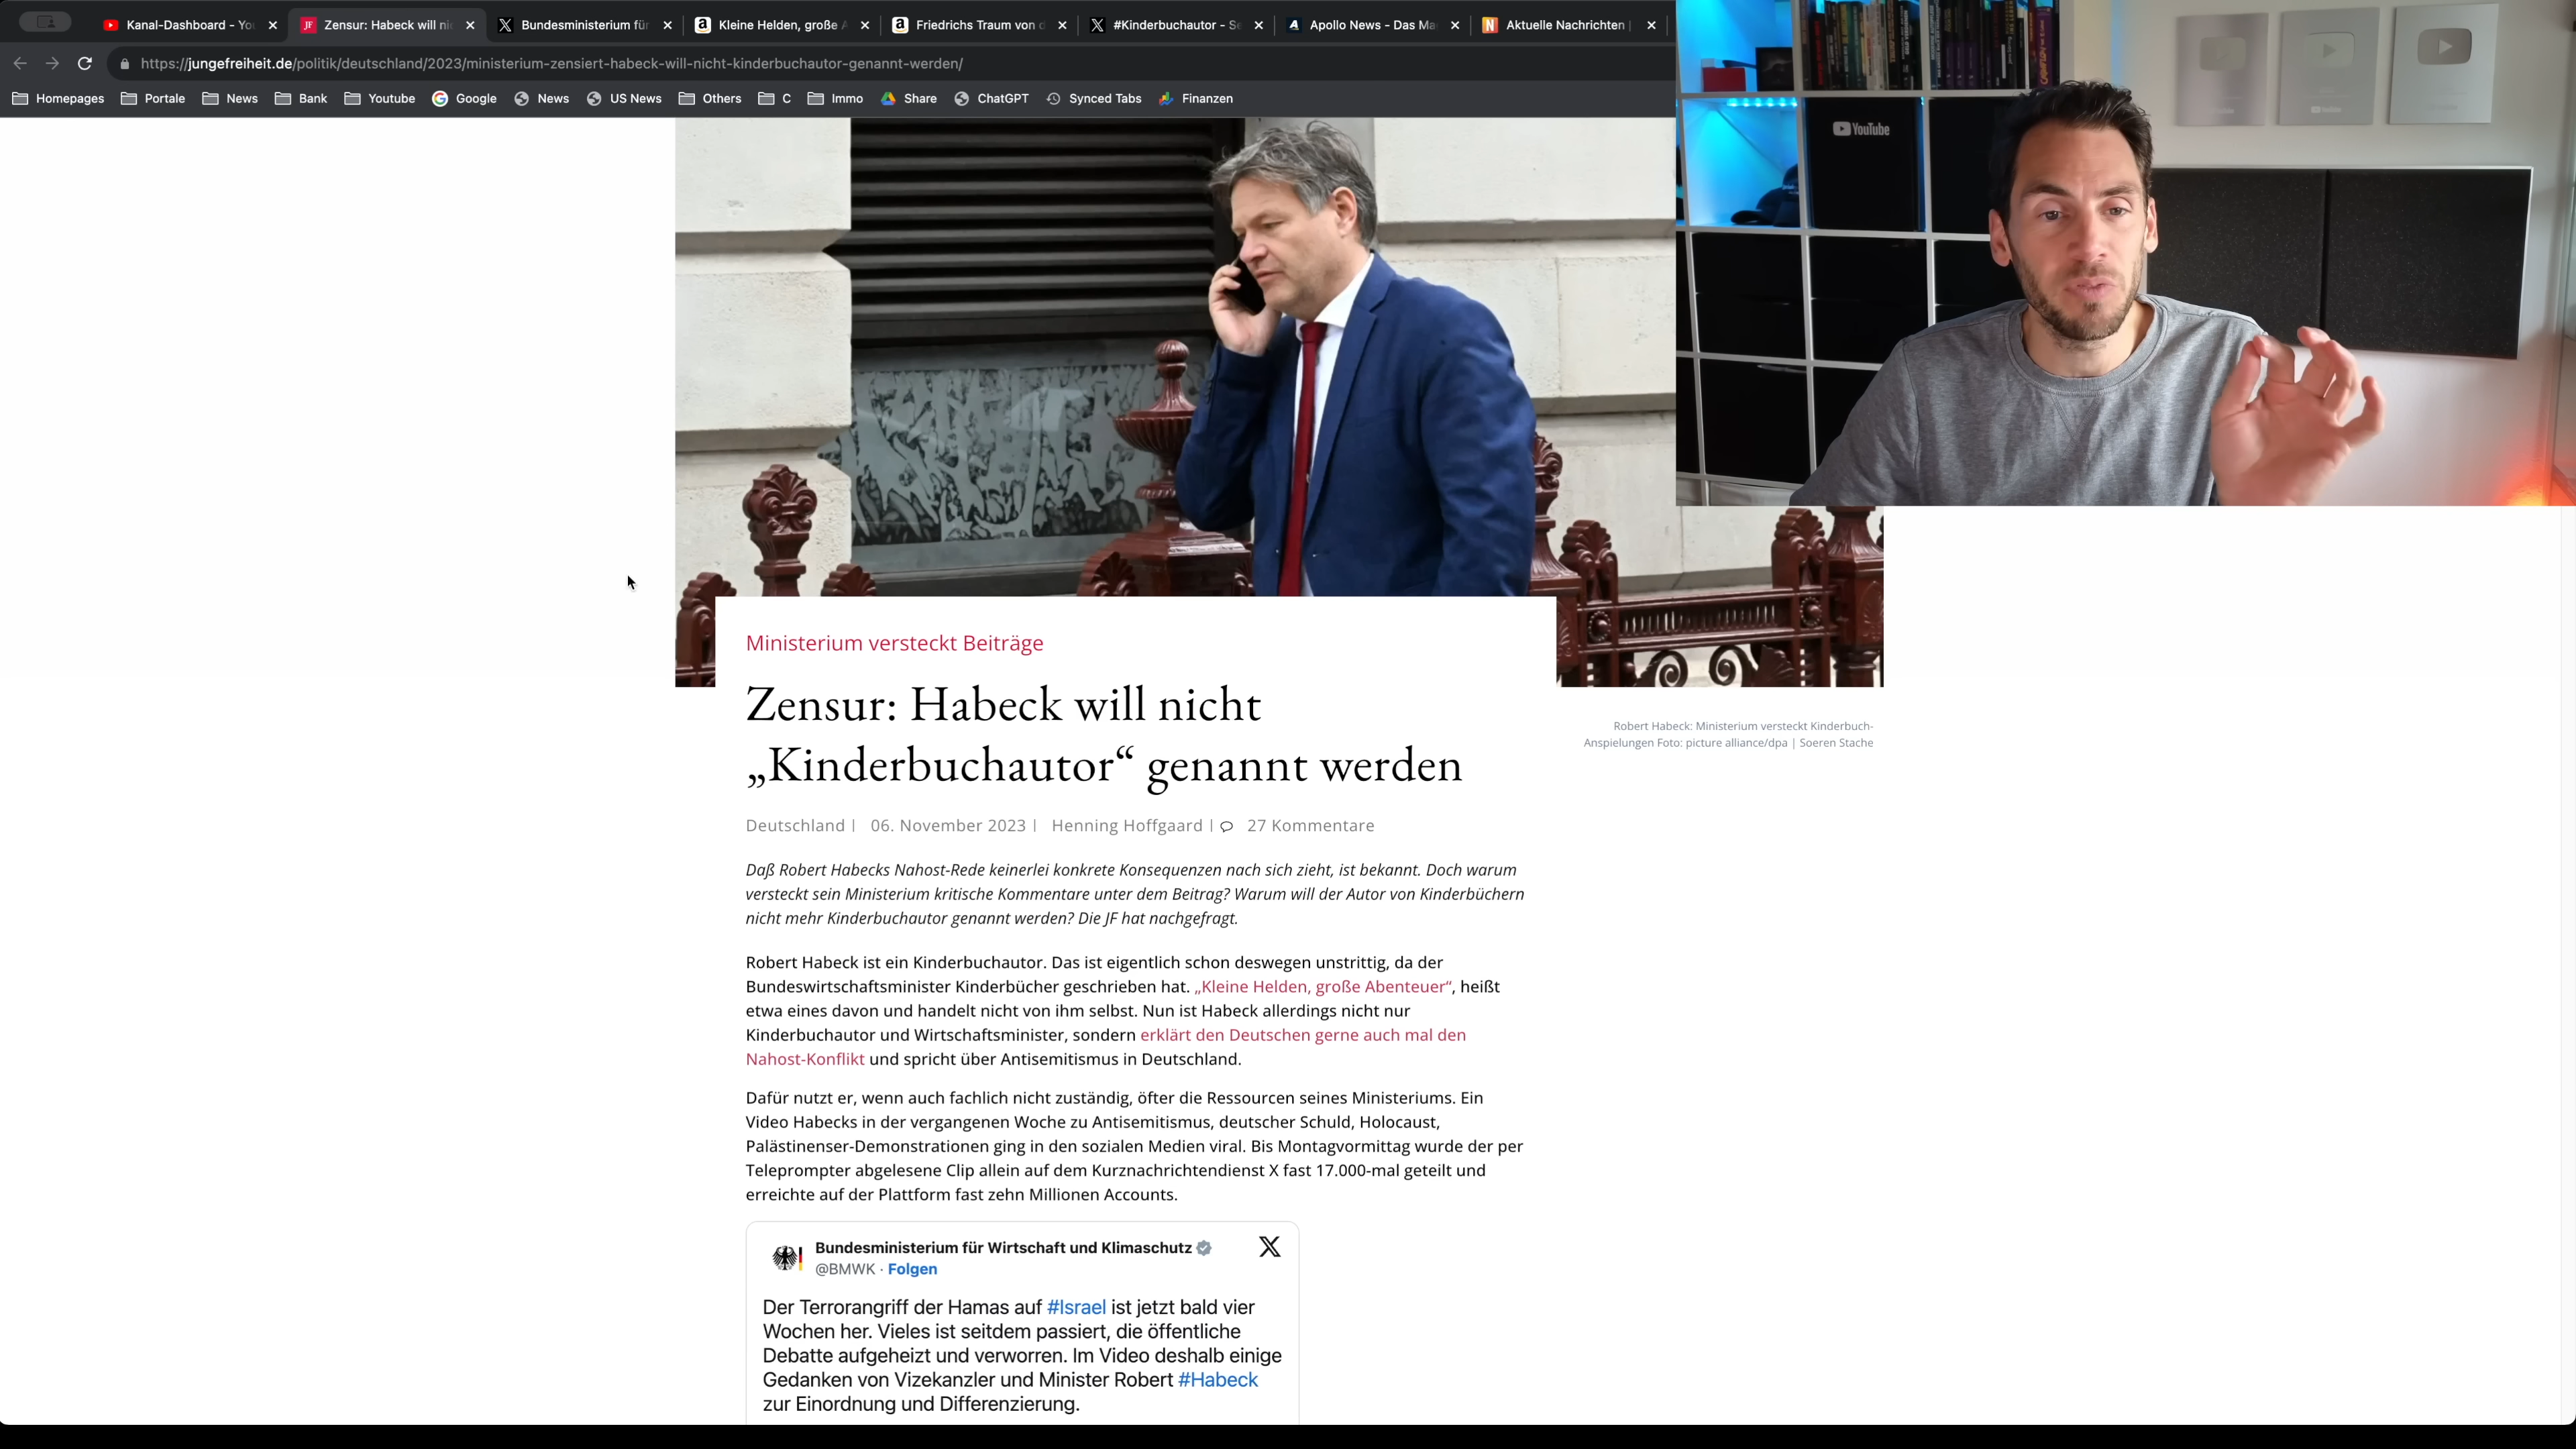 Kanal-Dashboard - You
Zensur: Habeck will nic
Bundesministerium für
Kleine Helden, große A
Friedrichs Traum von d
#Kinderbuchautor - Se
Apollo News - Das Ma
Aktuelle Nachrichten |
https://jungefreiheit.de/politik/deutschland/2023/ministerium-zensiert-habeck-will-nicht-kinderbuchautor-genannt-werden/
Homepages
Portale
News
Bank
Youtube
Google
News
US News
Others
C
Immo
Share
ChatGPT
Synced Tabs
Finanzen
YouTube
Ministerium versteckt Beiträge
Zensur: Habeck will nicht
„Kinderbuchautor“ genannt werden
Robert Habeck: Ministerium versteckt Kinderbuch-
Anspielungen Foto: picture alliance/dpa | Soeren Stache
Deutschland | 06. November 2023 | Henning Hoffgaard | 27 Kommentare
Daß Robert Habecks Nahost-Rede keinerlei konkrete Konsequenzen nach sich zieht, ist bekannt. Doch warum
versteckt sein Ministerium kritische Kommentare unter dem Beitrag? Warum will der Autor von Kinderbüchern
nicht mehr Kinderbuchautor genannt werden? Die JF hat nachgefragt.
Robert Habeck ist ein Kinderbuchautor. Das ist eigentlich schon deswegen unstrittig, da der
Bundeswirtschaftsminister Kinderbücher geschrieben hat. „Kleine Helden, große Abenteuer“, heißt
etwa eines davon und handelt nicht von ihm selbst. Nun ist Habeck allerdings nicht nur
Kinderbuchautor und Wirtschaftsminister, sondern erklärt den Deutschen gerne auch mal den
Nahost-Konflikt und spricht über Antisemitismus in Deutschland.
Dafür nutzt er, wenn auch fachlich nicht zuständig, öfter die Ressourcen seines Ministeriums. Ein
Video Habecks in der vergangenen Woche zu Antisemitismus, deutscher Schuld, Holocaust,
Palästinenser-Demonstrationen ging in den sozialen Medien viral. Bis Montagvormittag wurde der per
Teleprompter abgelesene Clip allein auf dem Kurznachrichtendienst X fast 17.000-mal geteilt und
erreichte auf der Plattform fast zehn Millionen Accounts.
Bundesministerium für Wirtschaft und Klimaschutz
@BMWK · Folgen
Der Terrorangriff der Hamas auf #Israel ist jetzt bald vier
Wochen her. Vieles ist seitdem passiert, die öffentliche
Debatte aufgeheizt und verworren. Im Video deshalb einige
Gedanken von Vizekanzler und Minister Robert #Habeck
zur Einordnung und Differenzierung.